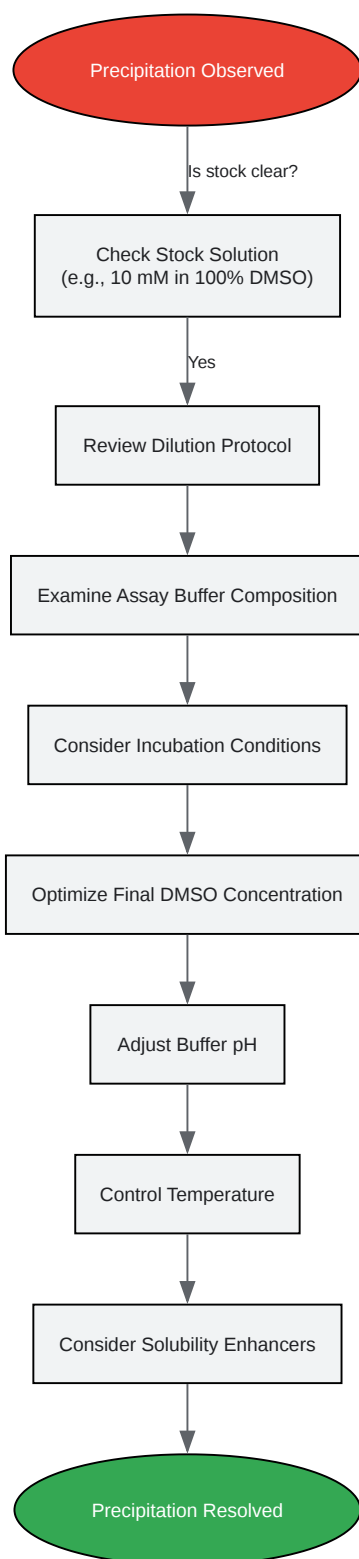 Precipitation Observed
Is stock clear?
Check Stock Solution
(e.g., 10 mM in 100% DMSO)
Yes
Review Dilution Protocol
Examine Assay Buffer Composition
Consider Incubation Conditions
Optimize Final DMSO Concentration
Adjust Buffer pH
Control Temperature
Consider Solubility Enhancers
Precipitation Resolved